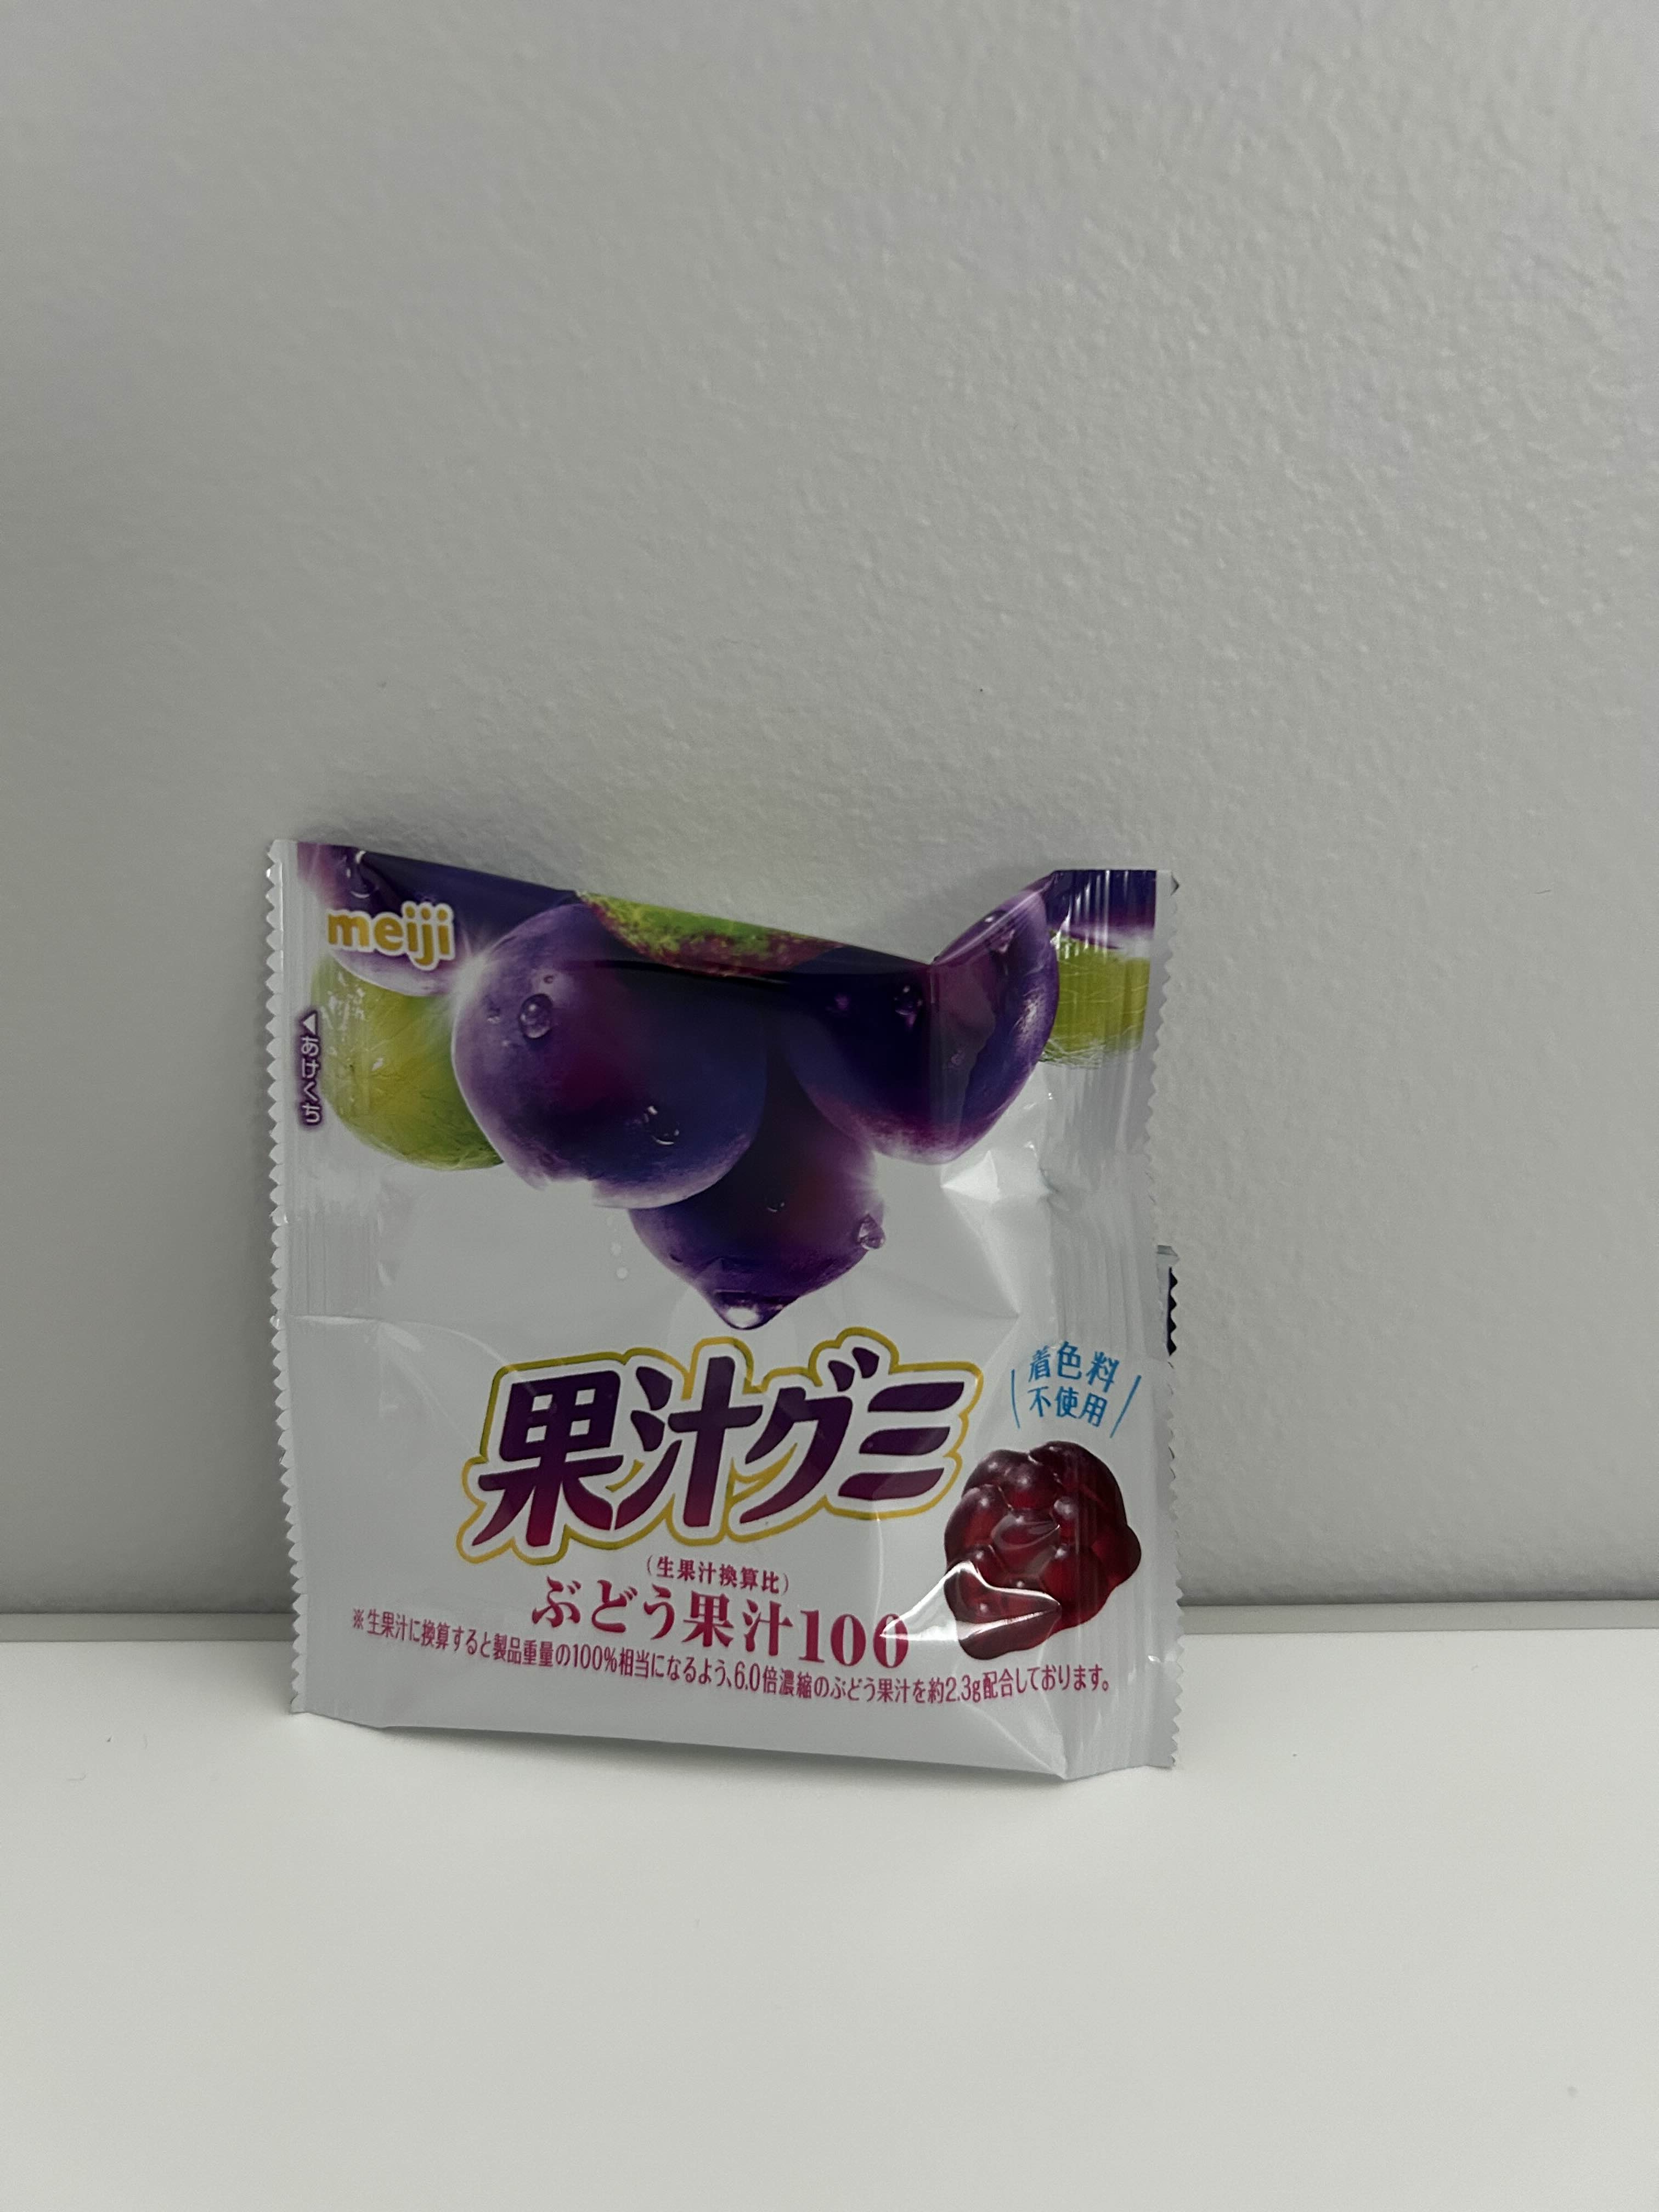 meiji
◀あけくち
果汁グミ
着色料
不使用
(生果汁換算比)
ぶどう果汁100
※生果汁に換算すると製品重量の100%相当になるよう、6.0倍濃縮のぶどう果汁を約2.3g配合しております。